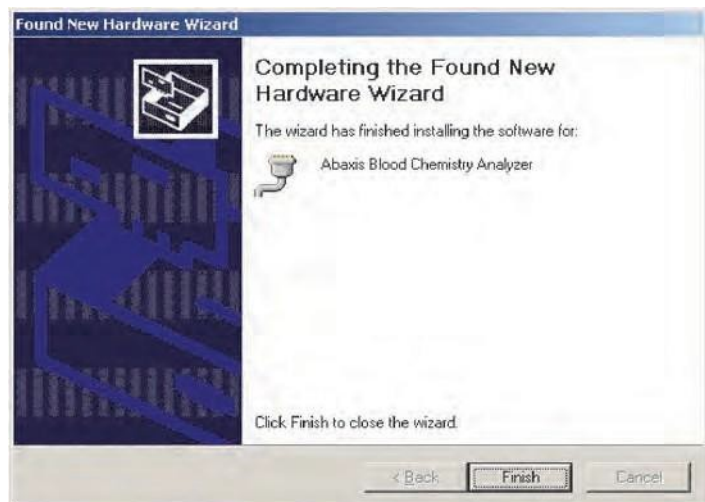 Found New Hardware Wizard
Completing the Found New
Hardware Wizard
The wizard has finished installing the software for:
Abaxis Blood Chemistry Analyzer
Click Finish to close the wizard.
< Back
Finish
Cancel